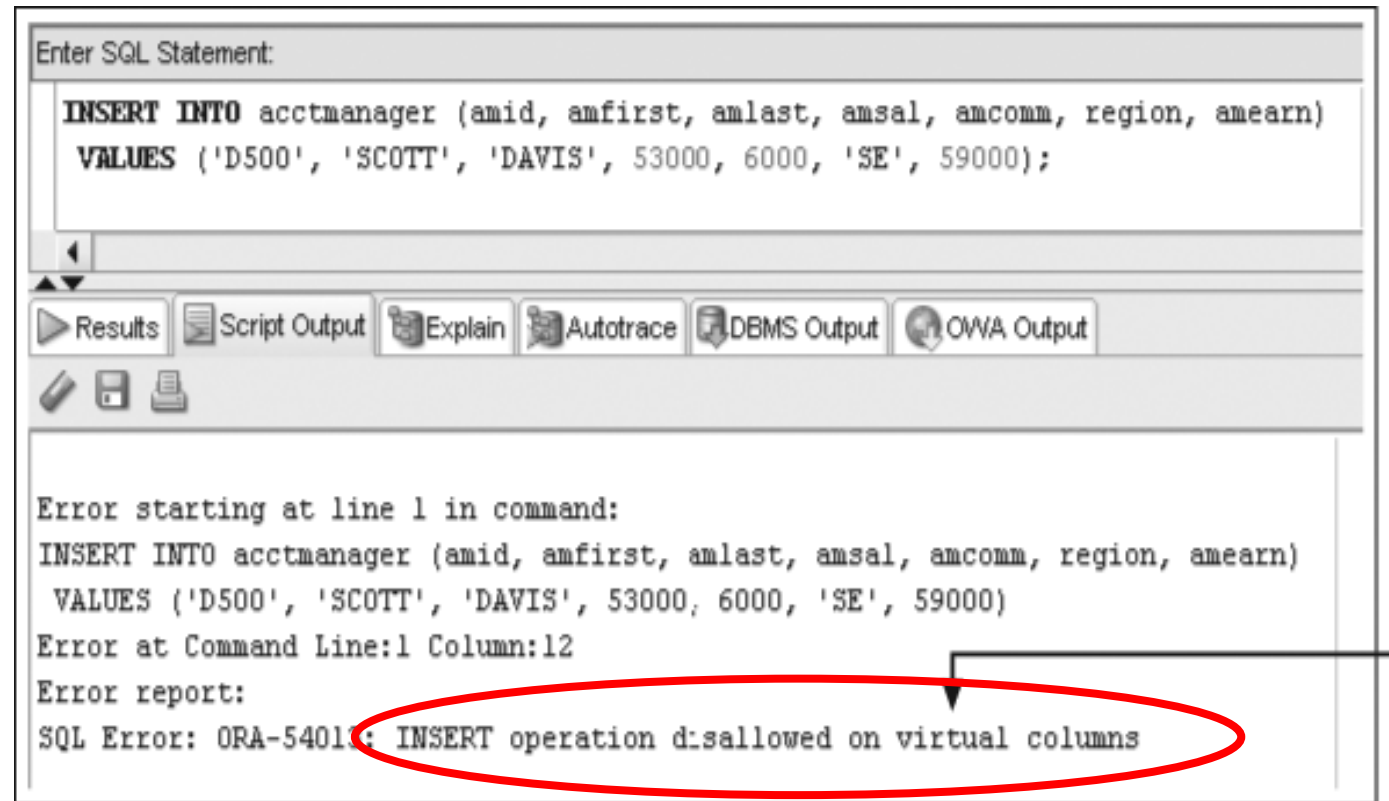 Enter SQL Statement:
INSERT INTO acctmanager (amid, amfirst, amlast, amsal, amcomm, region, amearn)
VALUES ('D500', 'SCOTT', 'DAVIS', 53000, 6000, 'SE', 59000);
Results Script Output Explain Autotrace DBMS Output OWA Output
Error starting at line 1 in command:
INSERT INTO acctmanager (amid, amfirst, amlast, amsal, amcomm, region, amearn)
VALUES ('D500', 'SCOTT', 'DAVIS', 53000, 6000, 'SE', 59000)
Error at Command Line:1 Column:12
Error report:
SQL Error: ORA-54013: INSERT operation disallowed on virtual columns